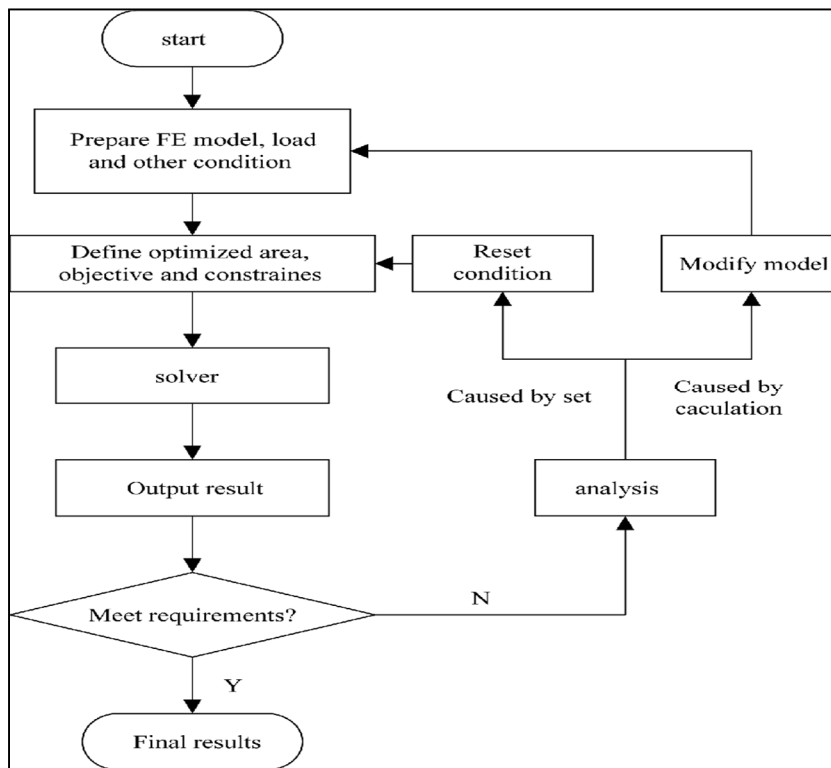 start
Prepare FE model, load
and other condition
Define optimized area,
objective and constraines
Reset
condition
Modify model
solver
Caused by set
Caused by
caculation
Output result
analysis
Meet requirements?
N
Y
Final results